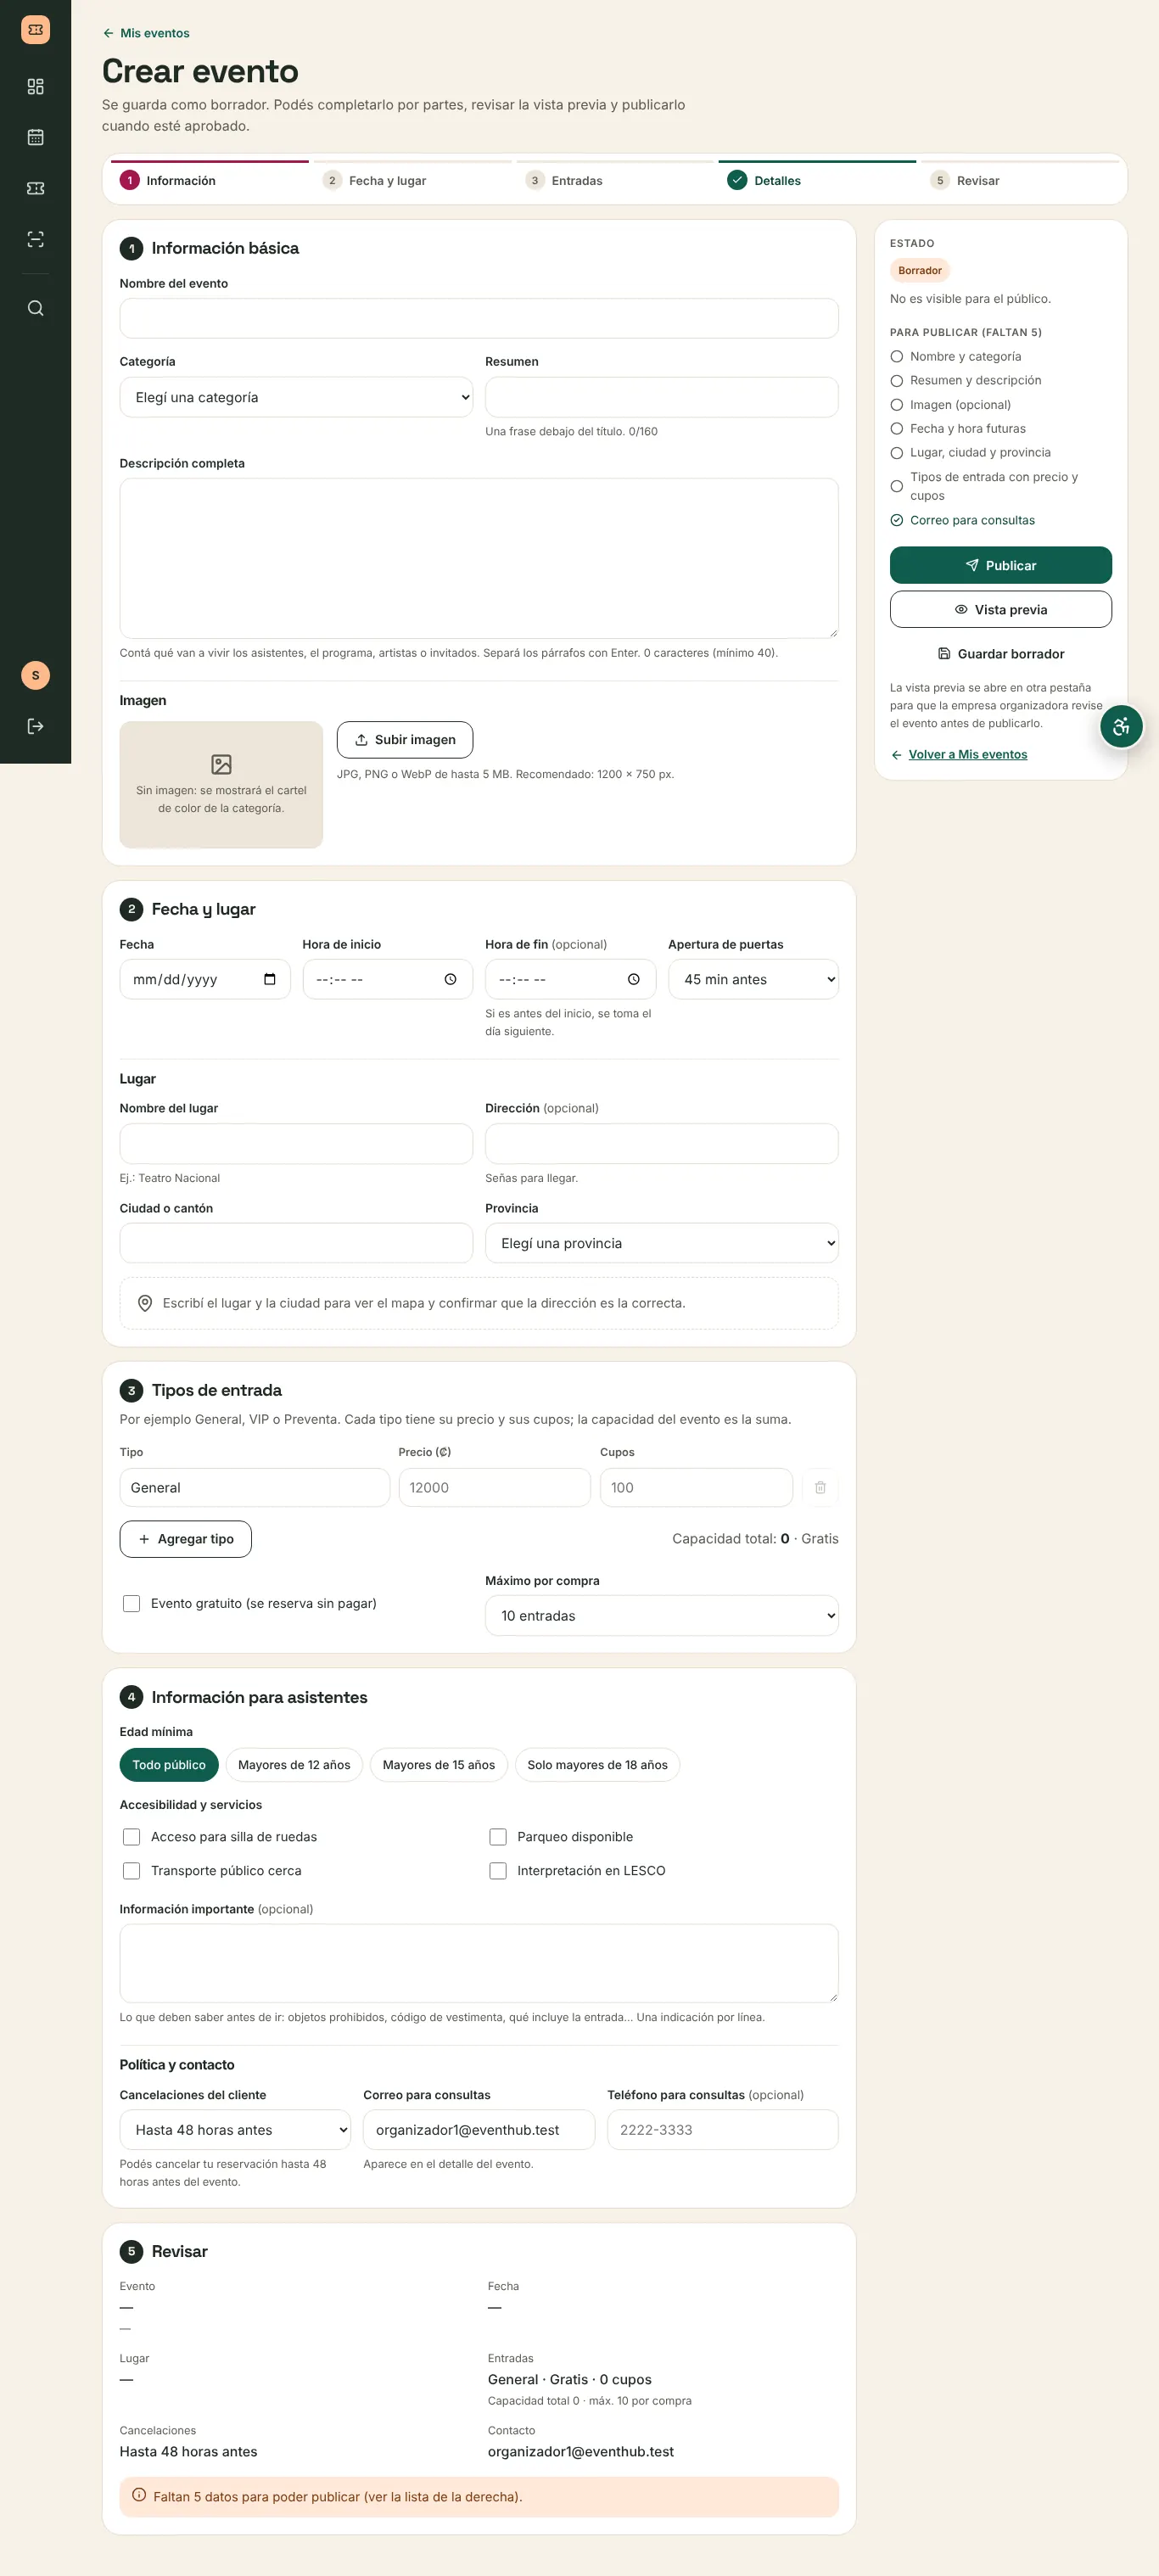 Mis eventos
Crear evento
Se guarda como borrador. Podés completarlo por partes, revisar la vista previa y publicarlo
cuando esté aprobado.
1 Información
2 Fecha y lugar
3 Entradas
Detalles
5 Revisar
1 Información básica
Nombre del evento
Categoría
Resumen
Elegí una categoría
Una frase debajo del título. 0/160
Descripción completa
Contá qué van a vivir los asistentes, el programa, artistas o invitados. Separá los párrafos con Enter. 0 caracteres (mínimo 40).
Imagen
Sin imagen: se mostrará el cartel
de color de la categoría.
Subir imagen
JPG, PNG o WebP de hasta 5 MB. Recomendado: 1200 × 750 px.
ESTADO
Borrador
No es visible para el público.
PARA PUBLICAR (FALTAN 5)
Nombre y categoría
Resumen y descripción
Imagen (opcional)
Fecha y hora futuras
Lugar, ciudad y provincia
Tipos de entrada con precio y
cupos
Correo para consultas
Publicar
Vista previa
Guardar borrador
La vista previa se abre en otra pestaña
para que la empresa organizadora revise
el evento antes de publicarlo.
Volver a Mis eventos
S
2 Fecha y lugar
Fecha
Hora de inicio
Hora de fin (opcional)
Apertura de puertas
mm/dd/yyyy
--:-- --
--:-- --
45 min antes
Si es antes del inicio, se toma el
día siguiente.
Lugar
Nombre del lugar
Dirección (opcional)
Ej.: Teatro Nacional
Señas para llegar.
Ciudad o cantón
Provincia
Elegí una provincia
Escribí el lugar y la ciudad para ver el mapa y confirmar que la dirección es la correcta.
3 Tipos de entrada
Por ejemplo General, VIP o Preventa. Cada tipo tiene su precio y sus cupos; la capacidad del evento es la suma.
Tipo
Precio (₡)
Cupos
General
12000
100
Agregar tipo
Capacidad total: 0 · Gratis
Evento gratuito (se reserva sin pagar)
Máximo por compra
10 entradas
4 Información para asistentes
Edad mínima
Todo público
Mayores de 12 años
Mayores de 15 años
Solo mayores de 18 años
Accesibilidad y servicios
Acceso para silla de ruedas
Parqueo disponible
Transporte público cerca
Interpretación en LESCO
Información importante (opcional)
Lo que deben saber antes de ir: objetos prohibidos, código de vestimenta, qué incluye la entrada... Una indicación por línea.
Política y contacto
Cancelaciones del cliente
Correo para consultas
Teléfono para consultas (opcional)
Hasta 48 horas antes
organizador1@eventhub.test
2222-3333
Podés cancelar tu reservación hasta 48
horas antes del evento.
Aparece en el detalle del evento.
5 Revisar
Evento
—
—
Fecha
—
Lugar
—
Entradas
General · Gratis · 0 cupos
Capacidad total 0 · máx. 10 por compra
Cancelaciones
Hasta 48 horas antes
Contacto
organizador1@eventhub.test
Faltan 5 datos para poder publicar (ver la lista de la derecha).